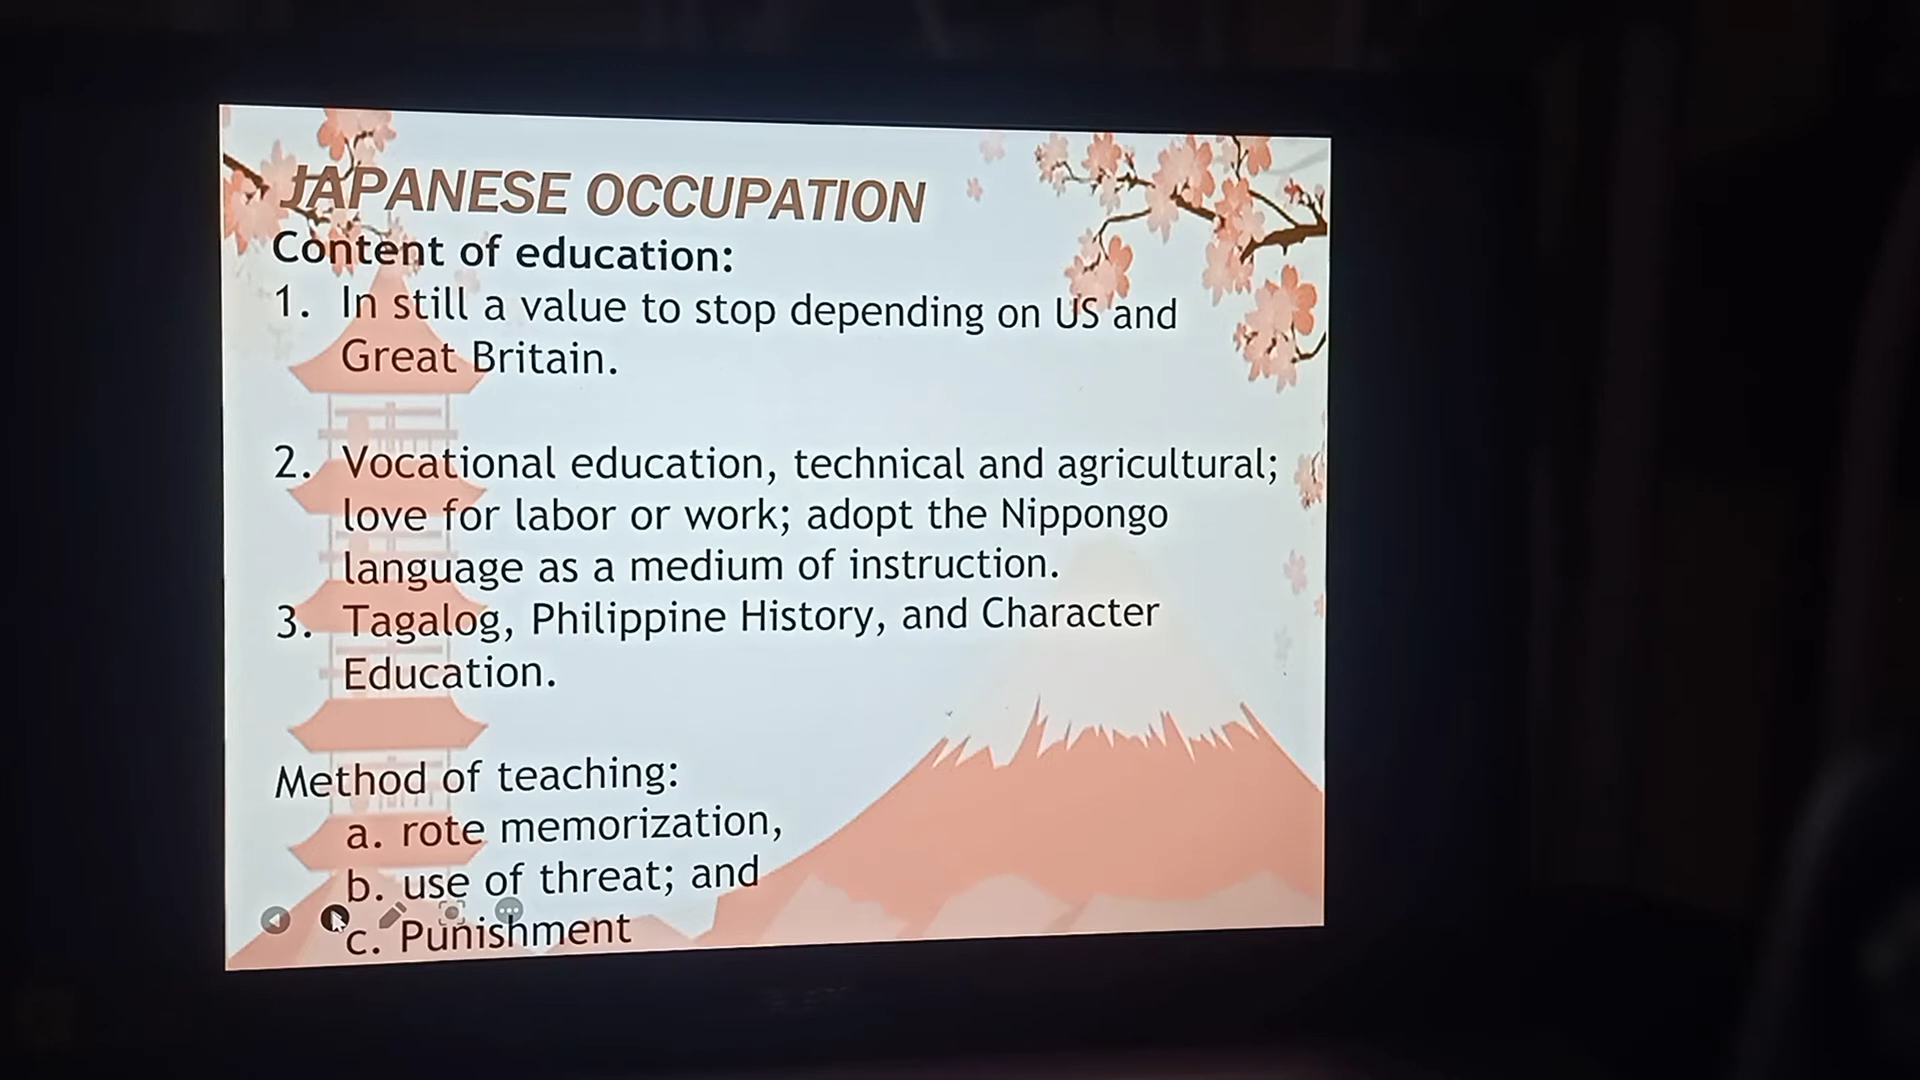 JAPANESE OCCUPATION
Content of education:
1. In still a value to stop depending on US and
Great Britain.
2. Vocational education, technical and agricultural;
love for labor or work; adopt the Nippongo
language as a medium of instruction.
3. Tagalog, Philippine History, and Character
Education.
Method of teaching:
a. rote memorization,
b. use of threat; and
c. Punishment